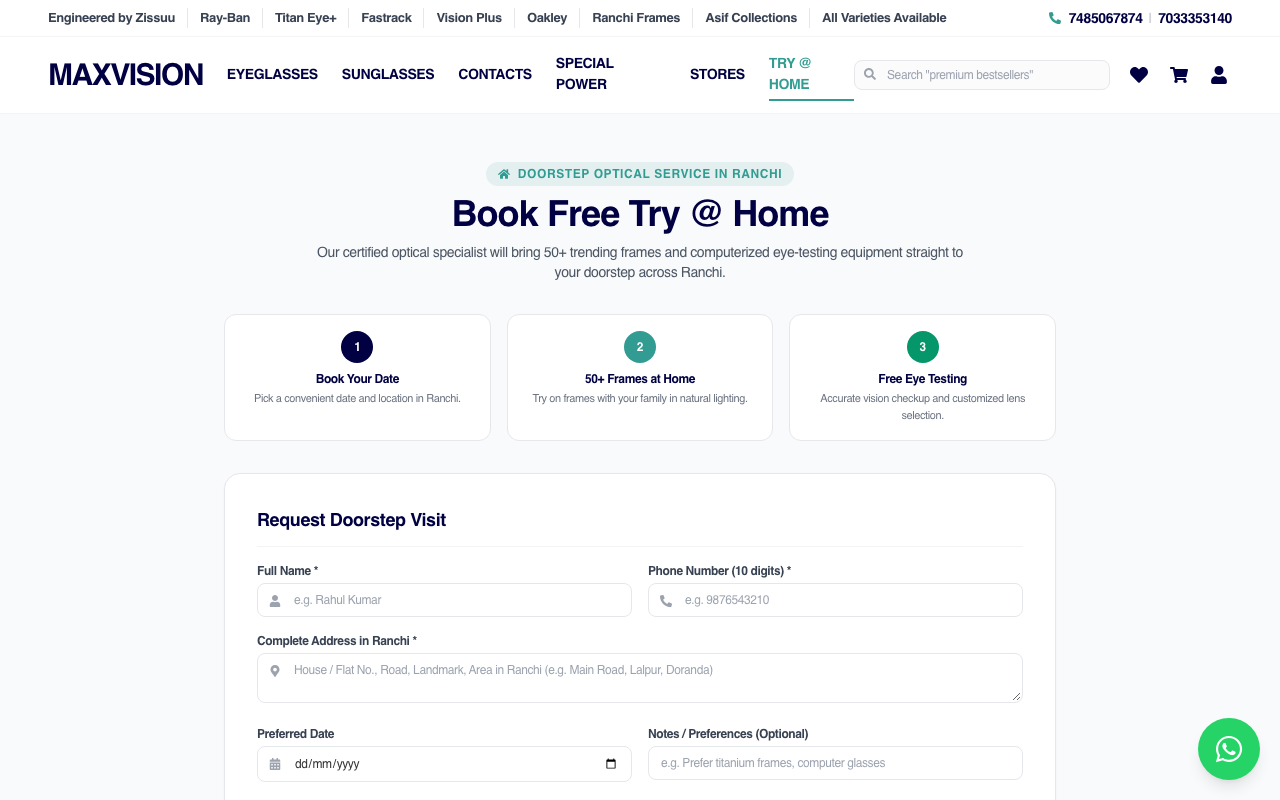 Engineered by Zissuu
Ray-Ban
Titan Eye+
Fastrack
Vision Plus
Oakley
Ranchi Frames
Asif Collections
All Varieties Available
7485067874 | 7033353140
MAXVISION
EYEGLASSES
SUNGLASSES
CONTACTS
SPECIAL
POWER
STORES
TRY @
HOME
Search "premium bestsellers"
DOORSTEP OPTICAL SERVICE IN RANCHI
Book Free Try @ Home
Our certified optical specialist will bring 50+ trending frames and computerized eye-testing equipment straight to
your doorstep across Ranchi.
1
Book Your Date
Pick a convenient date and location in Ranchi.
2
50+ Frames at Home
Try on frames with your family in natural lighting.
3
Free Eye Testing
Accurate vision checkup and customized lens
selection.
Request Doorstep Visit
Full Name *
e.g. Rahul Kumar
Phone Number (10 digits) *
e.g. 9876543210
Complete Address in Ranchi *
House / Flat No., Road, Landmark, Area in Ranchi (e.g. Main Road, Lalpur, Doranda)
Preferred Date
dd/mm/yyyy
Notes / Preferences (Optional)
e.g. Prefer titanium frames, computer glasses